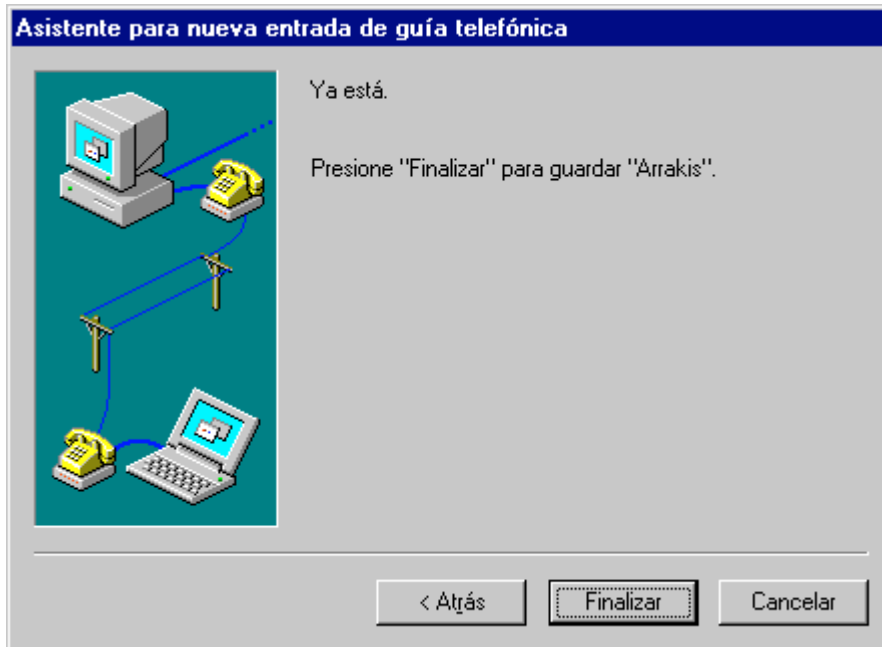 Asistente para nueva entrada de guía telefónica
Ya está.
Presione "Finalizar" para guardar "Arrakis".
< Atrás
Finalizar
Cancelar